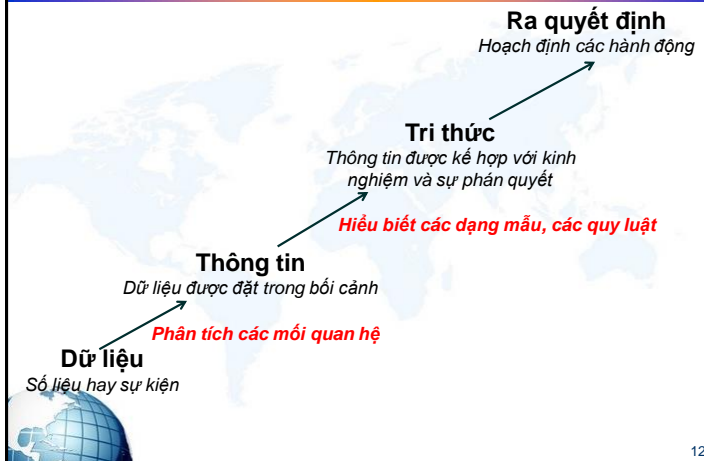 Ra quyết định
Hoạch định các hành động
Tri thức
Thông tin được kế hợp với kinh
nghiệm và sự phán quyết
Hiểu biết các dạng mẫu, các quy luật
Thông tin
Dữ liệu được đặt trong bối cảnh
Phân tích các mối quan hệ
Dữ liệu
Số liệu hay sự kiện
12